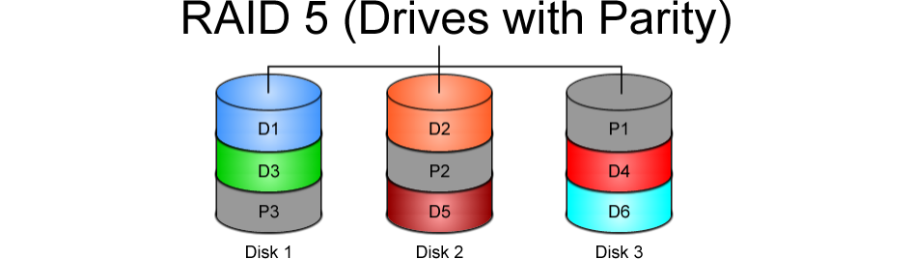 RAID 5 (Drives with Parity)
D1 D2 P1
D3 P2 D4
P3 D5 D6
Disk 1 Disk 2 Disk 3